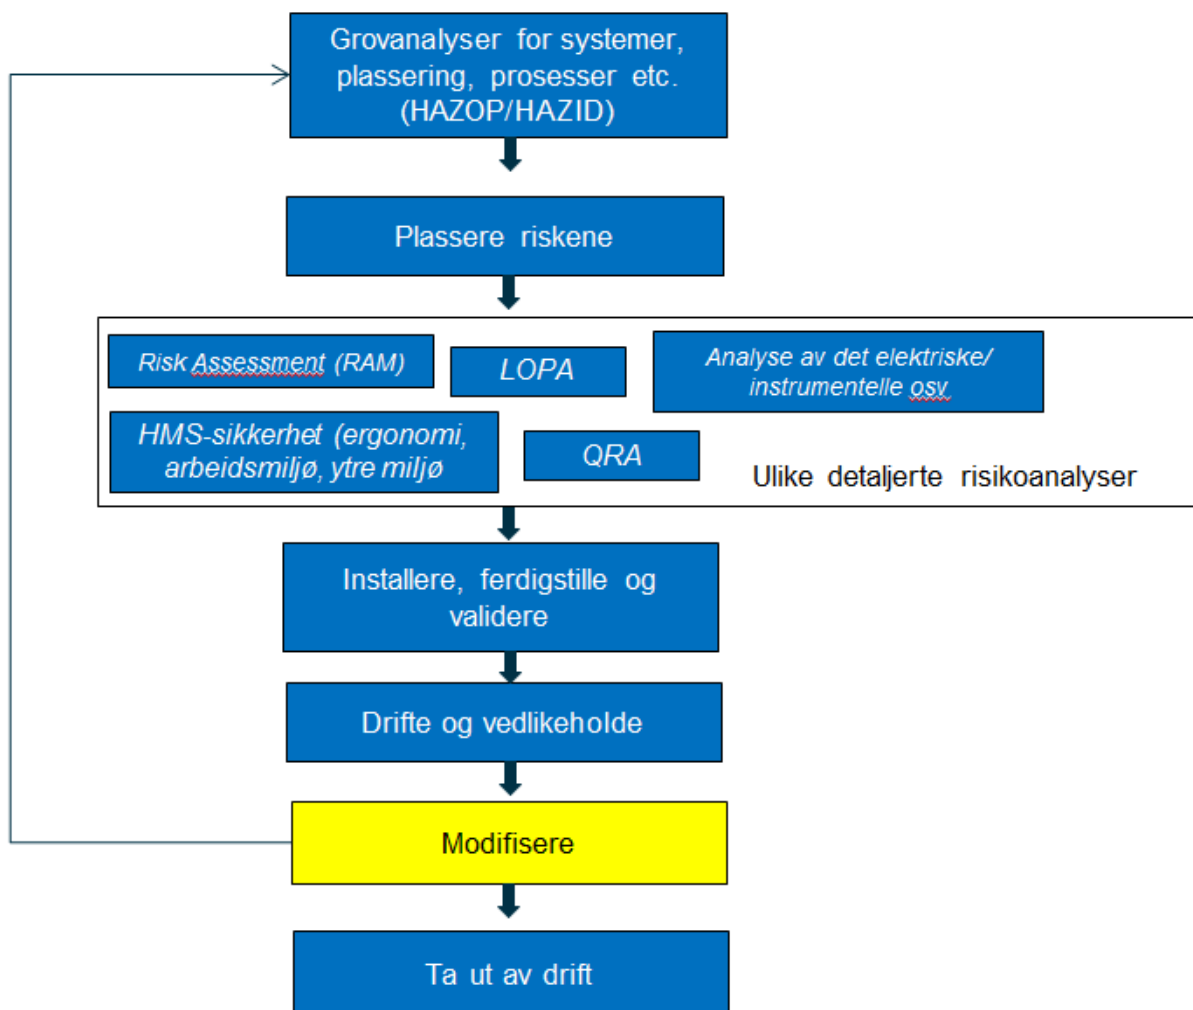 Grovanalyser for systemer,
plassering, prosesser etc.
(HAZOP/HAZID)
Plassere riskene
Risk Assessment (RAM)
LOPA
Analyse av det elektriske/
instrumentelle osv
HMS-sikkerhet (ergonomi,
arbeidsmiljø, ytre miljø
QRA
Ulike detaljerte risikoanalyser
Installere, ferdigstille og
validere
Drifte og vedlikeholde
Modifisere
Ta ut av drift